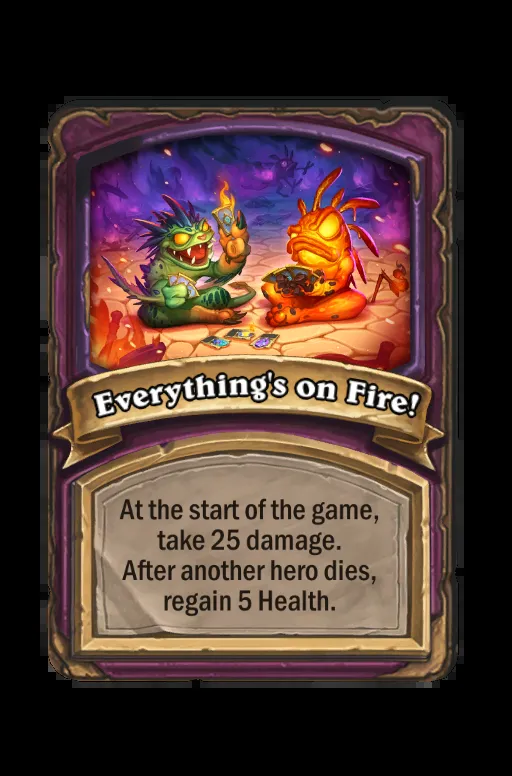 Everything's on Fire!
At the start of the game,
take 25 damage.
After another hero dies,
regain 5 Health.